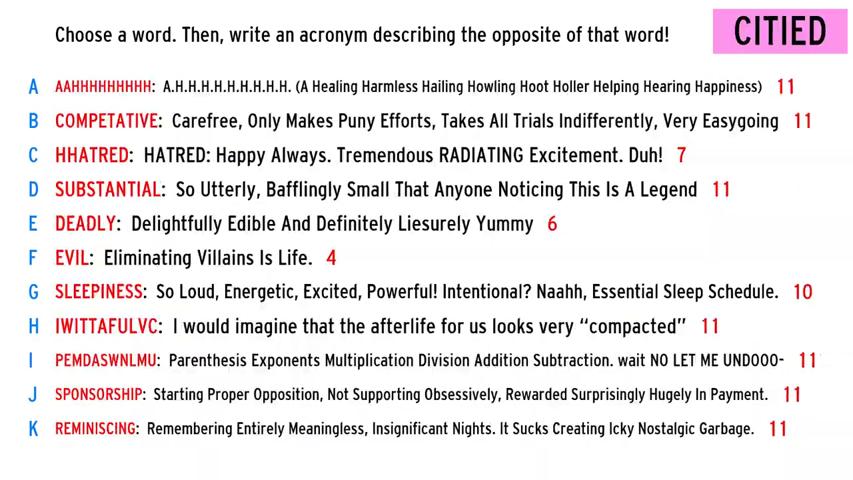 Choose a word. Then, write an acronym describing the opposite of that word!
CITIED
A AAHHHHHHHHH: A.H.H.H.H.H.H.H.H.H. (A Healing Harmless Hailing Howling Hoot Holler Helping Hearing Happiness) 11
B COMPETATIVE: Carefree, Only Makes Puny Efforts, Takes All Trials Indifferently, Very Easygoing 11
C HHATRED: HATRED: Happy Always. Tremendous RADIATING Excitement. Duh! 7
D SUBSTANTIAL: So Utterly, Bafflingly Small That Anyone Noticing This Is A Legend 11
E DEADLY: Delightfully Edible And Definitely Liesurely Yummy 6
F EVIL: Eliminating Villains Is Life. 4
G SLEEPINESS: So Loud, Energetic, Excited, Powerful! Intentional? Naahh, Essential Sleep Schedule. 10
H IWITTAFULVC: I would imagine that the afterlife for us looks very “compacted” 11
I PEMDASWNLMU: Parenthesis Exponents Multiplication Division Addition Subtraction. wait NO LET ME UNDOOO- 11
J SPONSORSHIP: Starting Proper Opposition, Not Supporting Obsessively, Rewarded Surprisingly Hugely In Payment. 11
K REMINISCING: Remembering Entirely Meaningless, Insignificant Nights. It Sucks Creating Icky Nostalgic Garbage. 11